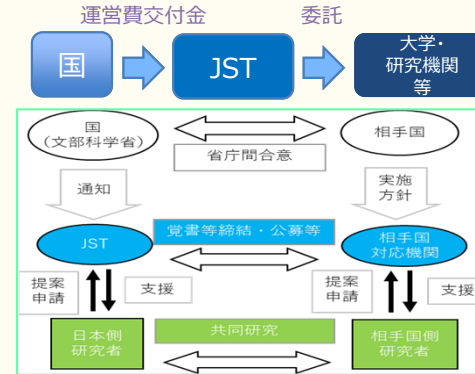 運営費交付金 委託
国 JST 大学・
研究機関
等
国
(文部科学省)
相手国
省庁間合意
通知
実施
方針
覚書等締結・公募等
JST
相手国
対応機関
提案
申請
支援
提案
申請
支援
日本側
研究者
共同研究
相手国側
研究者